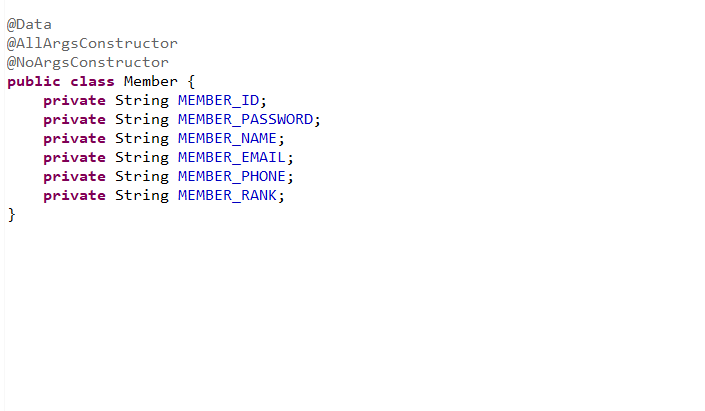 @Data
@AllArgsConstructor
@NoArgsConstructor
public class Member {
    private String MEMBER_ID;
    private String MEMBER_PASSWORD;
    private String MEMBER_NAME;
    private String MEMBER_EMAIL;
    private String MEMBER_PHONE;
    private String MEMBER_RANK;
}